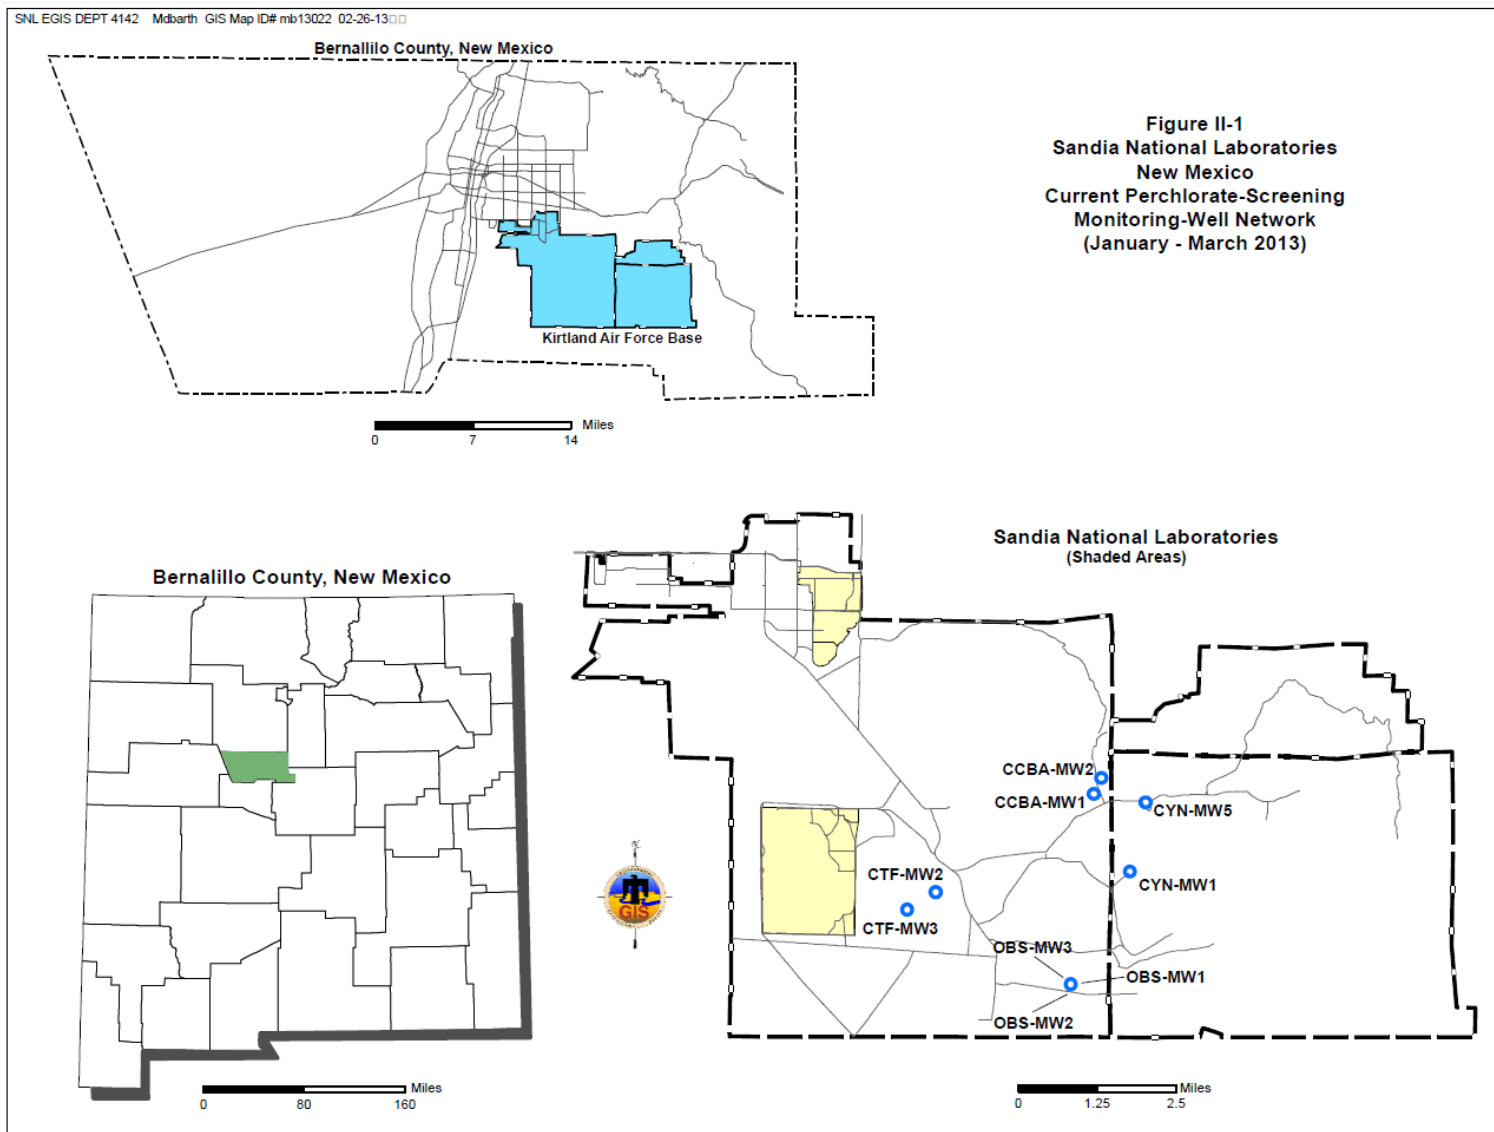 SNL EGIS DEPT 4142 Mdbarth GIS Map ID# mb13022 02-26-13□□
Bernallilo County, New Mexico
Figure II-1
Sandia National Laboratories
New Mexico
Current Perchlorate-Screening
Monitoring-Well Network
(January - March 2013)
Kirtland Air Force Base
Miles
0 7 14
Sandia National Laboratories
(Shaded Areas)
Bernalillo County, New Mexico
CCBA-MW2
CCBA-MW1
CYN-MW5
CTF-MW2
CYN-MW1
CTF-MW3
OBS-MW3
OBS-MW1
OBS-MW2
GIS
Miles
0 80 160
Miles
0 1.25 2.5